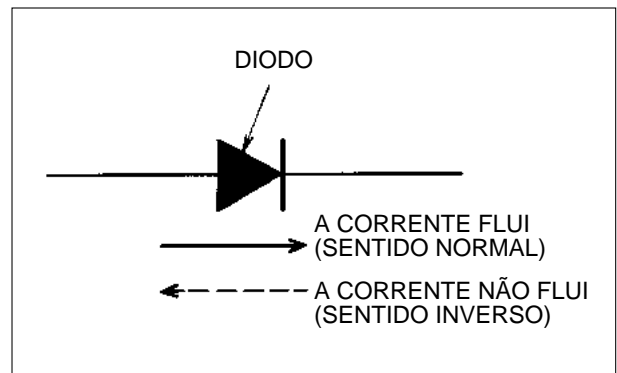 DIODO
A CORRENTE FLUI
(SENTIDO NORMAL)
A CORRENTE NÃO FLUI
(SENTIDO INVERSO)